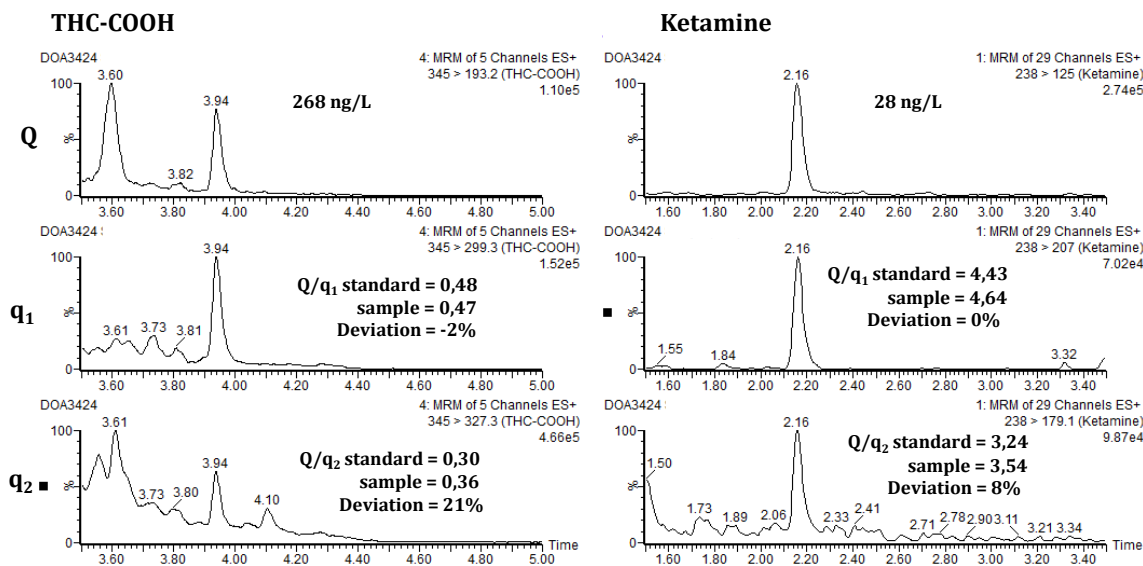 THC-COOH
Ketamine
DOA3424
4: MRM of 5 Channels ES+
345 > 193.2 (THC-COOH)
1.10e5
Q
100
%
0
3.60
3.82
3.94
268 ng/L
3.60 3.80 4.00 4.20 4.40 4.60 4.80 5.00
DOA3424
1: MRM of 29 Channels ES+
238 > 125 (Ketamine)
2.74e5
100
%
0
2.16
28 ng/L
1.80 2.00 2.20 2.40 2.60 2.80 3.00 3.20 3.40
DOA3424
4: MRM of 5 Channels ES+
345 > 299.3 (THC-COOH)
1.52e5
q1
100
%
0
3.61
3.73
3.81
3.94
Q/q1 standard = 0,48
sample = 0,47
Deviation = -2%
3.60 3.80 4.00 4.20 4.40 4.60 4.80 5.00
DOA3424
1: MRM of 29 Channels ES+
238 > 207 (Ketamine)
7.02e4
100
%
0
1.55
1.84
2.16
3.32
Q/q1 standard = 4,43
sample = 4,64
Deviation = 0%
1.80 2.00 2.20 2.40 2.60 2.80 3.00 3.20 3.40
DOA3424
4: MRM of 5 Channels ES+
345 > 327.3 (THC-COOH)
4.66e5
q2
100
%
0
3.61
3.73
3.80
3.94
4.10
Q/q2 standard = 0,30
sample = 0,36
Deviation = 21%
3.60 3.80 4.00 4.20 4.40 4.60 4.80 5.00
Time
DOA3424
1: MRM of 29 Channels ES+
238 > 179.1 (Ketamine)
9.87e4
100
%
0
1.50
1.73
1.89
2.06
2.16
2.33
2.41
2.71
2.78
2.90
3.11
3.21
3.34
Q/q2 standard = 3,24
sample = 3,54
Deviation = 8%
1.80 2.00 2.20 2.40 2.60 2.80 3.00 3.20 3.40
Time